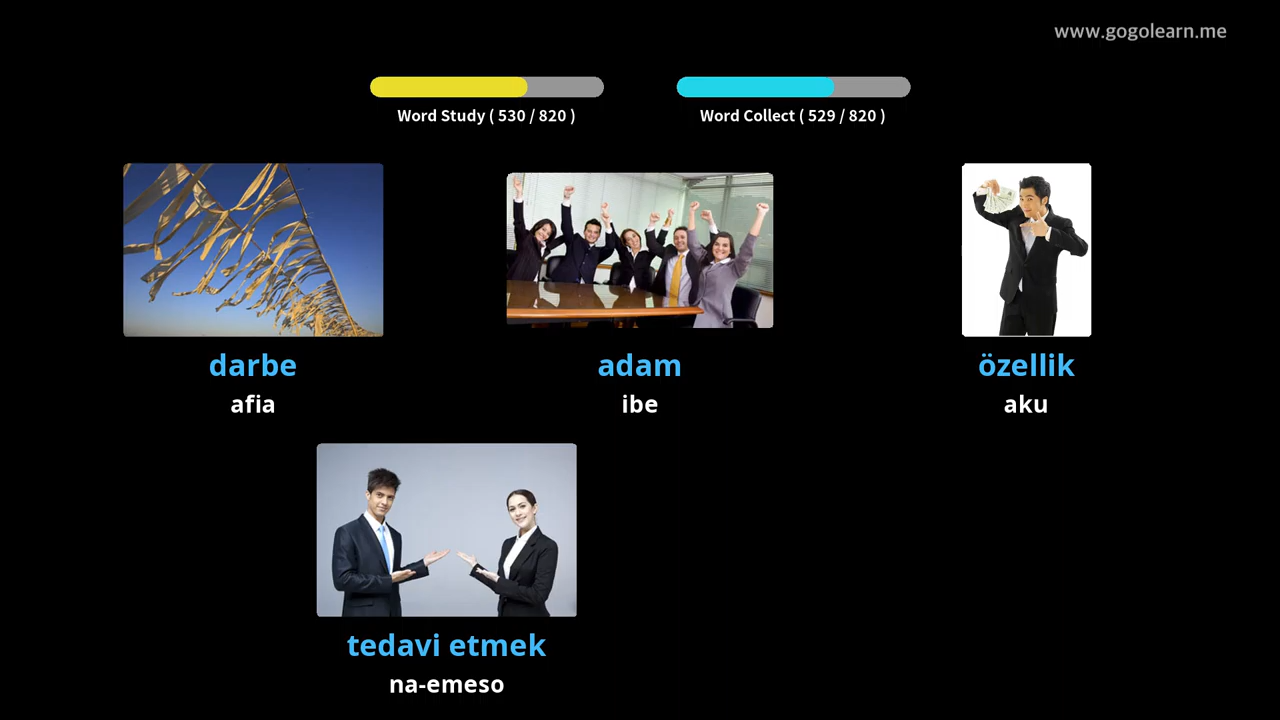 www.gogolearn.me
Word Study ( 530 / 820 )
Word Collect ( 529 / 820 )
darbe
afia
adam
ibe
özellik
aku
tedavi etmek
na-emeso